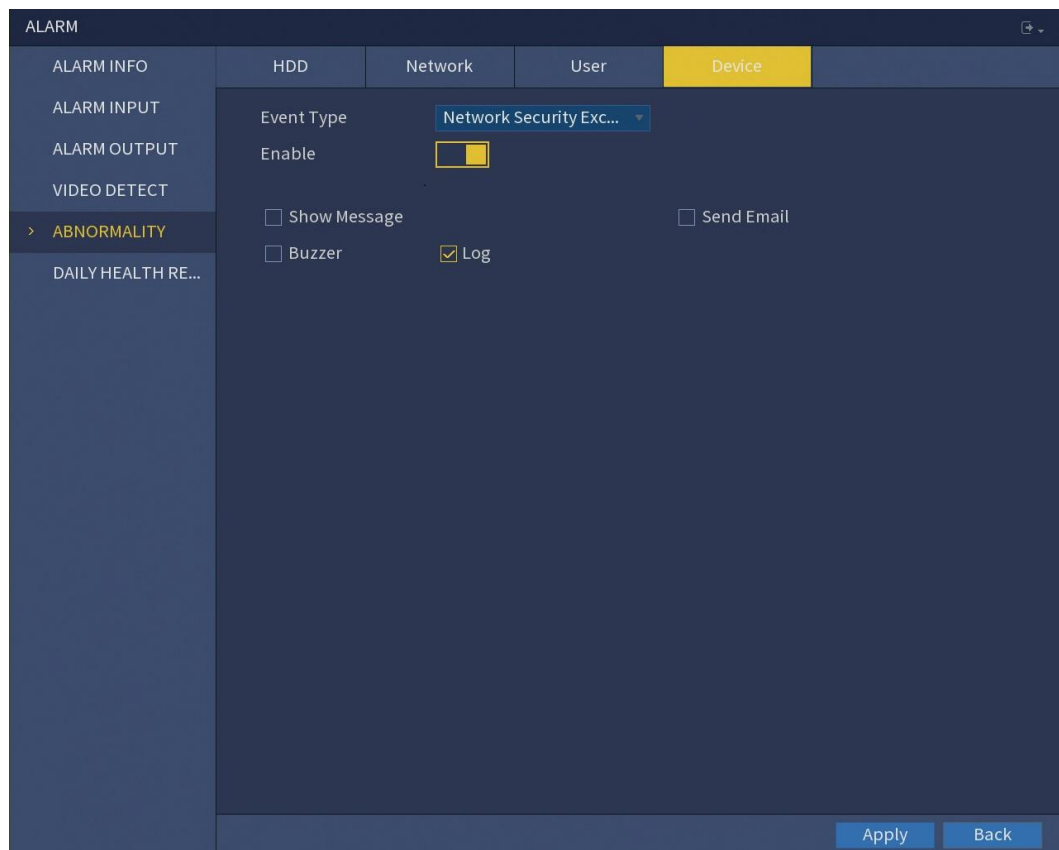 ALARM
ALARM INFO
ALARM INPUT
ALARM OUTPUT
VIDEO DETECT
> ABNORMALITY
DAILY HEALTH RE...
HDD Network User Device
Event Type Network Security Exc...
Enable
Show Message Send Email
Buzzer Log
Apply Back